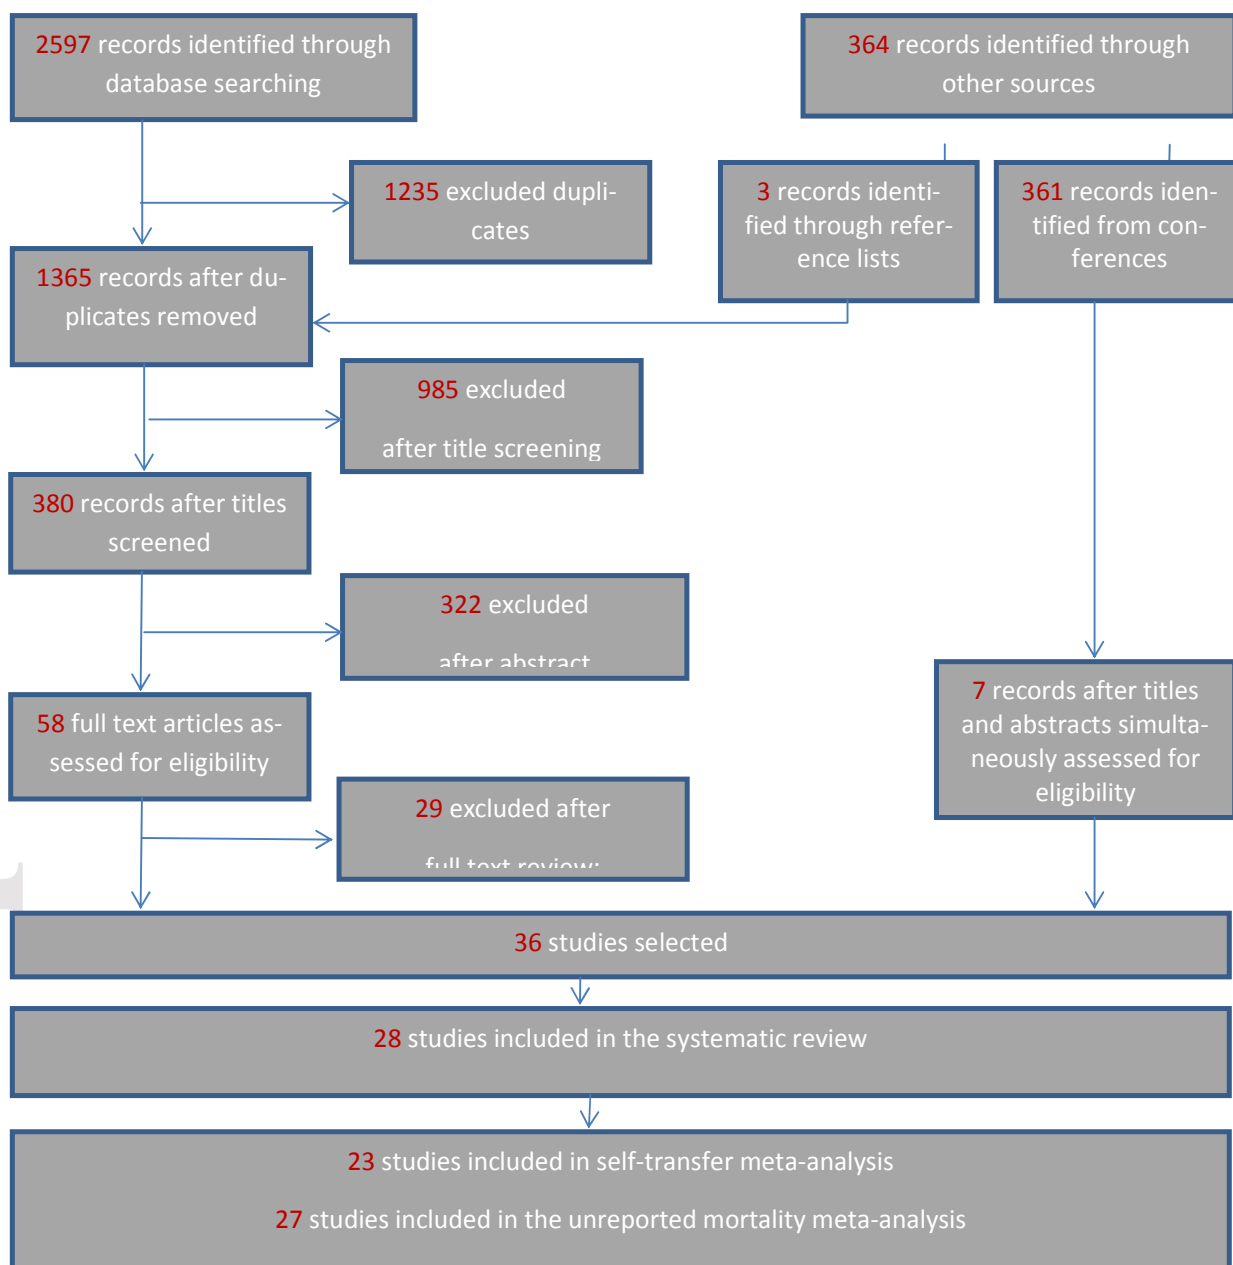 2597 records identified through
database searching
364 records identified through
other sources
1235 excluded dupli-
cates
3 records identi-
fied through refer-
ence lists
361 records iden-
tified from con-
ferences
1365 records after du-
plicates removed
985 excluded
after title screening
380 records after titles
screened
322 excluded
after abstract
7 records after titles
and abstracts simulta-
neously assessed for
eligibility
58 full text articles as-
sessed for eligibility
29 excluded after
full text review:
36 studies selected
28 studies included in the systematic review
23 studies included in self-transfer meta-analysis
27 studies included in the unreported mortality meta-analysis